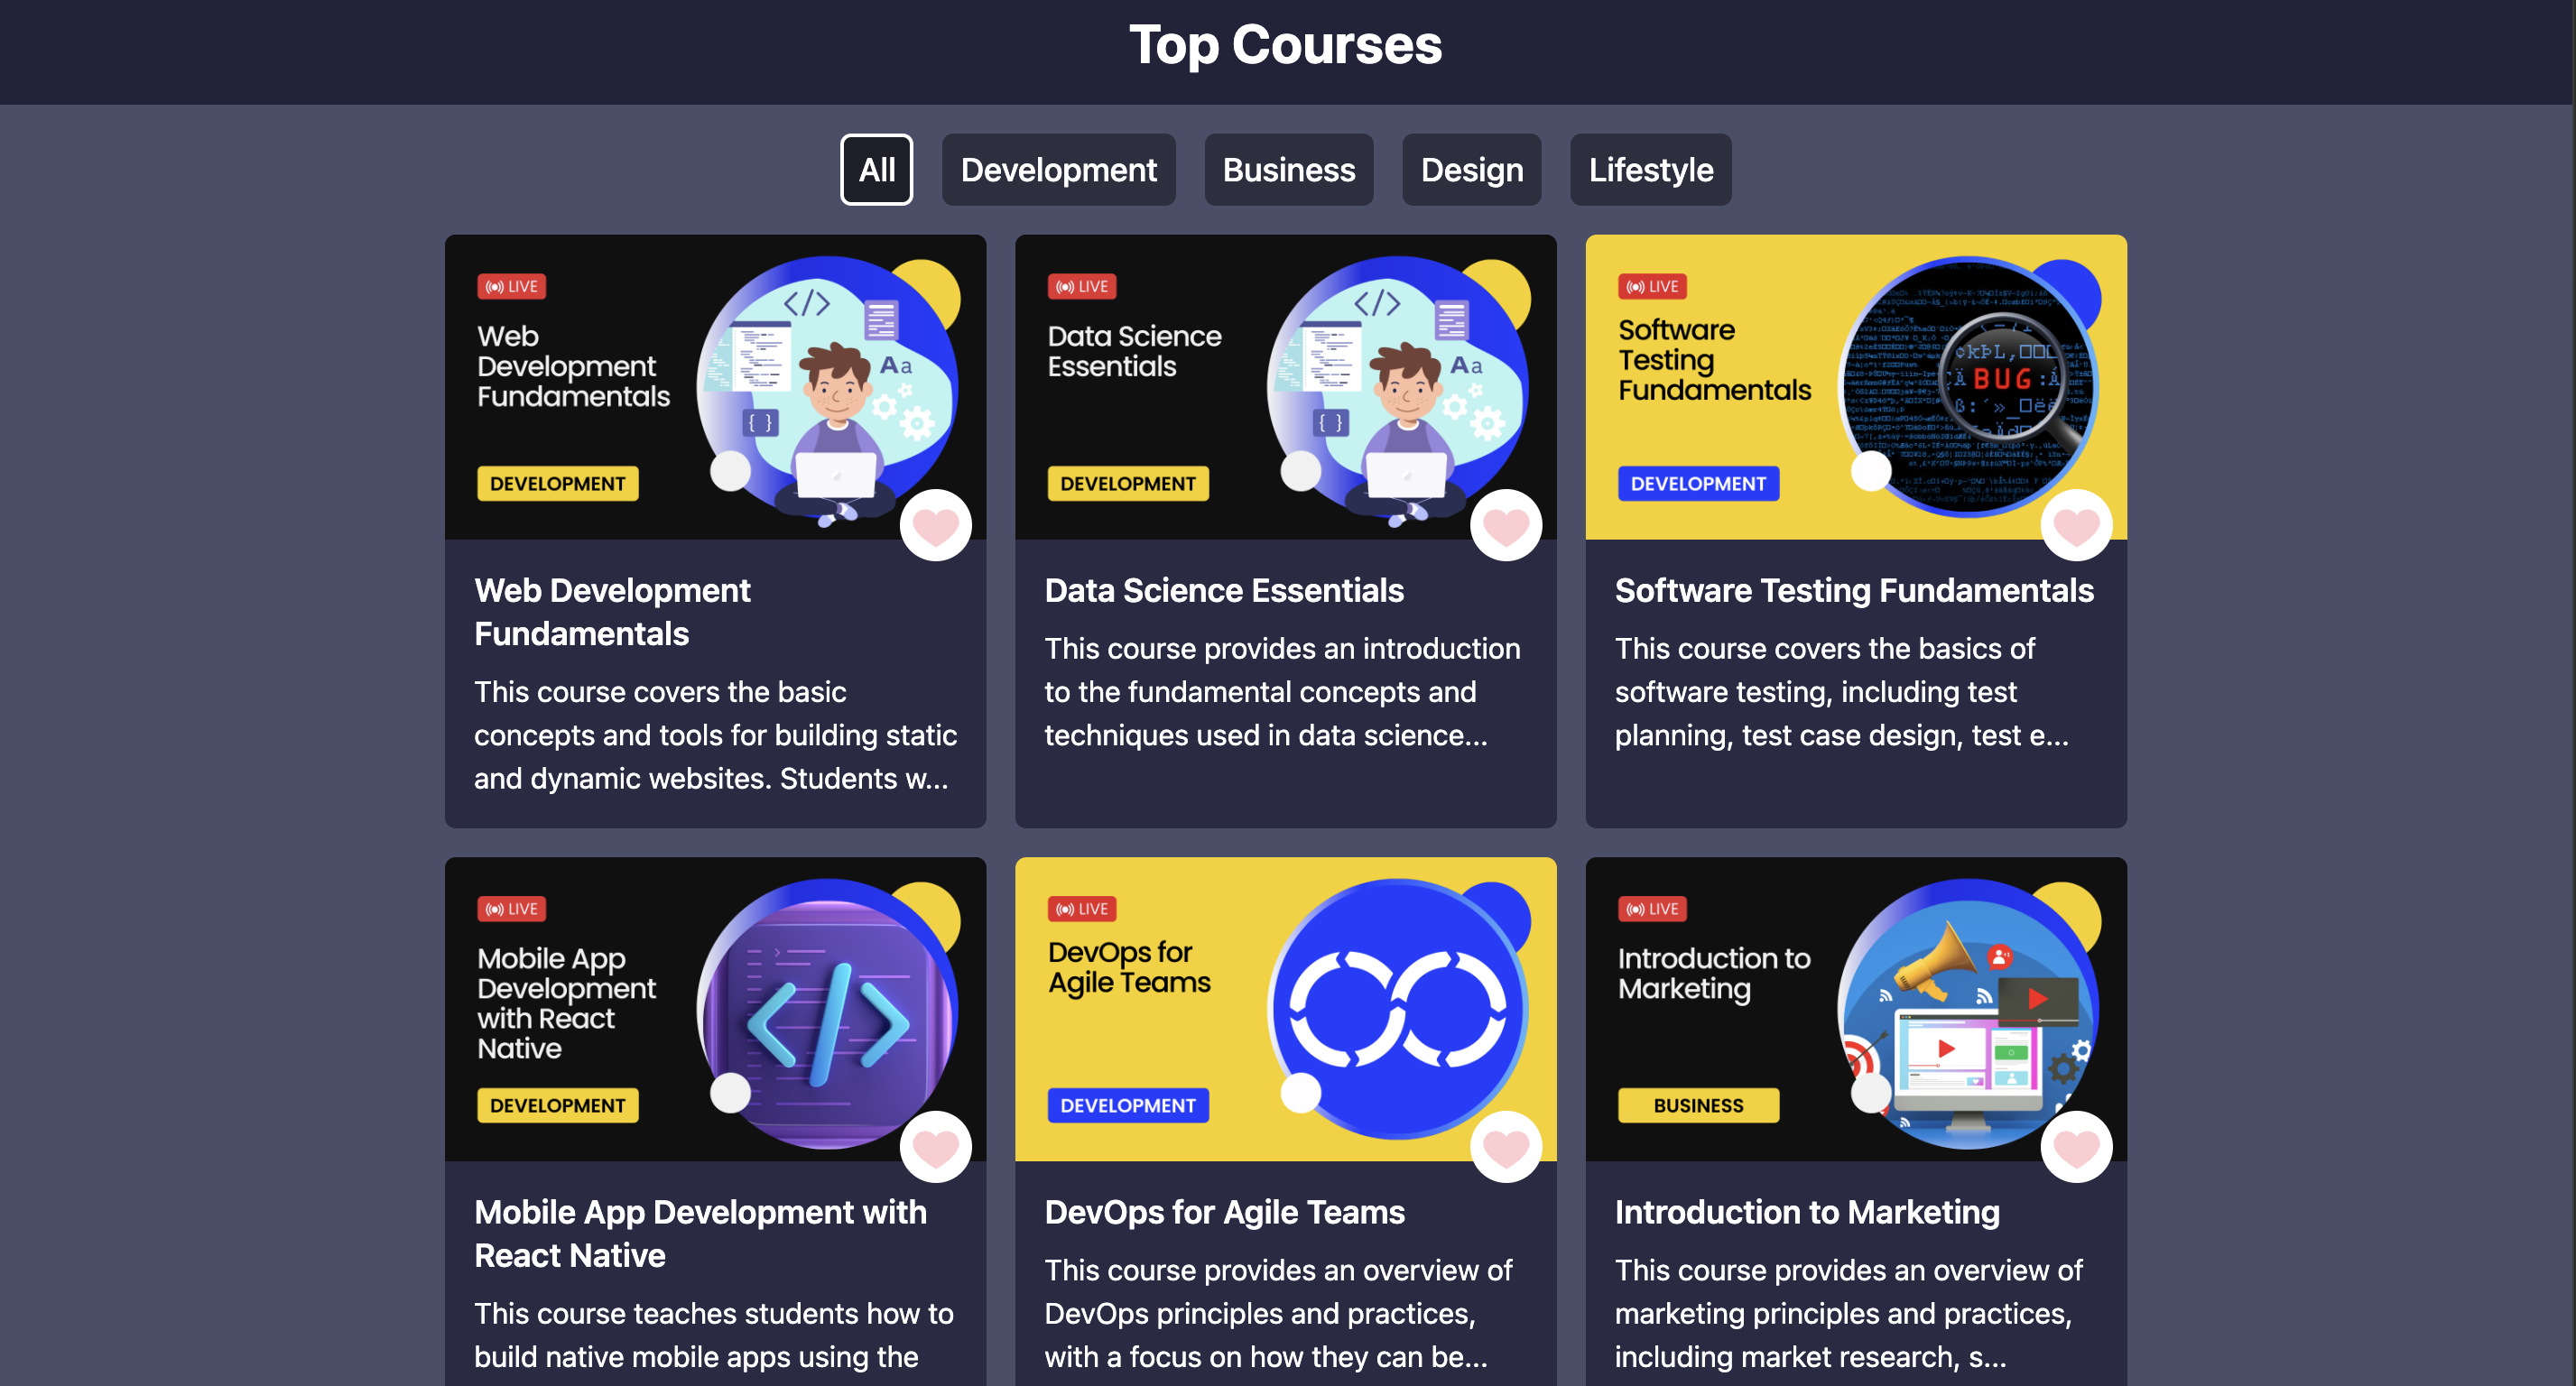 Top Courses
All
Development
Business
Design
Lifestyle
LIVE
Web
Development
Fundamentals
DEVELOPMENT
Aa
{ }
</>
Web Development
Fundamentals
This course covers the basic
concepts and tools for building static
and dynamic websites. Students w...
LIVE
Data Science
Essentials
DEVELOPMENT
Aa
{ }
</>
Data Science Essentials
This course provides an introduction
to the fundamental concepts and
techniques used in data science...
LIVE
Software
Testing
Fundamentals
DEVELOPMENT
BUG
Software Testing Fundamentals
This course covers the basics of
software testing, including test
planning, test case design, test e...
LIVE
Mobile App
Development
with React
Native
DEVELOPMENT
</>
Mobile App Development with
React Native
This course teaches students how to
build native mobile apps using the
LIVE
DevOps for
Agile Teams
DEVELOPMENT
DevOps for Agile Teams
This course provides an overview of
DevOps principles and practices,
with a focus on how they can be...
LIVE
Introduction to
Marketing
BUSINESS
Introduction to Marketing
This course provides an overview of
marketing principles and practices,
including market research, s...